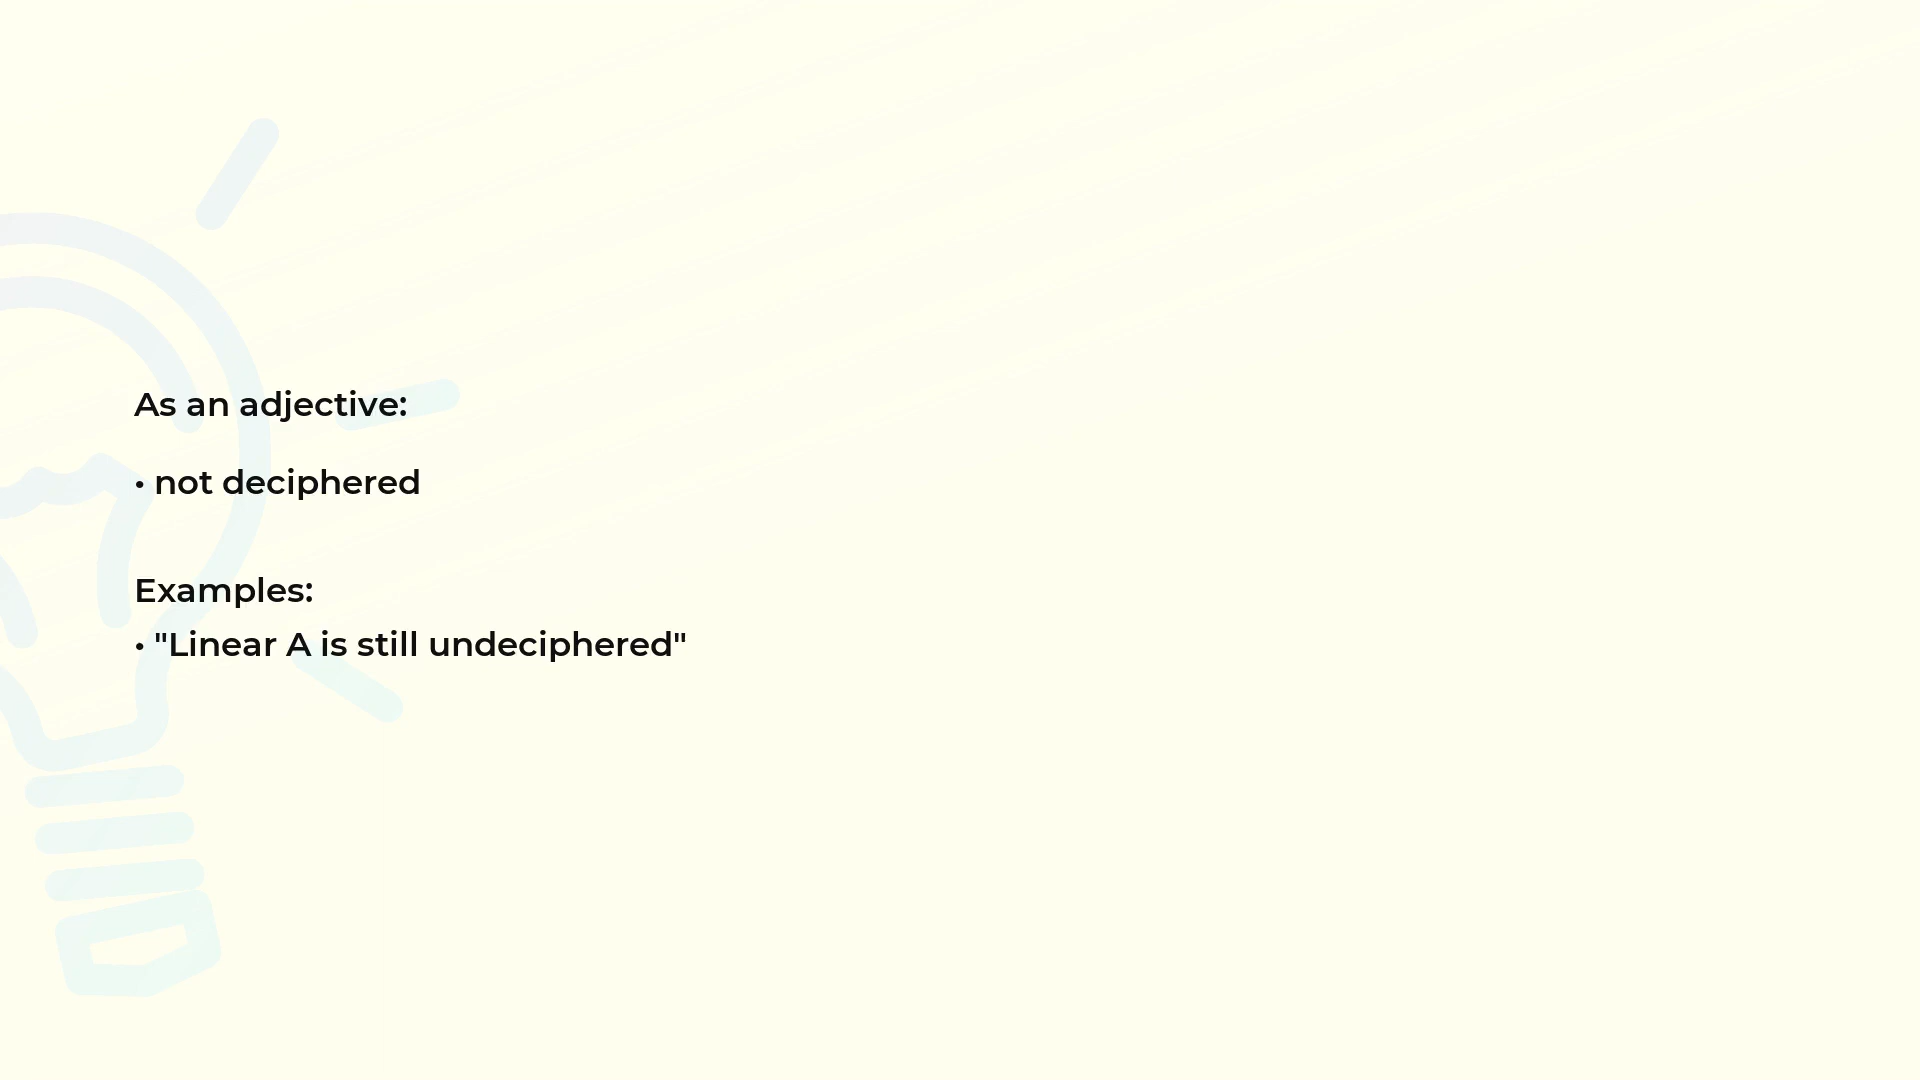 As an adjective:
• not deciphered
Examples:
• "Linear A is still undeciphered"